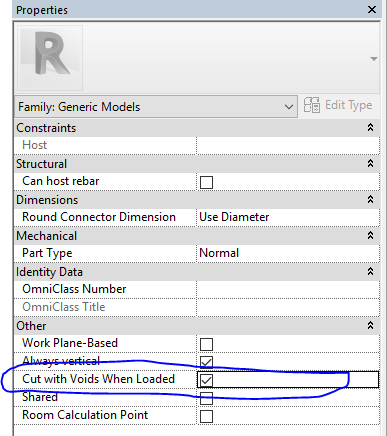 Properties
R
Family: Generic Models
Edit Type
Constraints
Host
Structural
Can host rebar
Dimensions
Round Connector Dimension Use Diameter
Mechanical
Part Type Normal
Identity Data
OmniClass Number
OmniClass Title
Other
Work Plane-Based
Always vertical
Cut with Voids When Loaded
Shared
Room Calculation Point